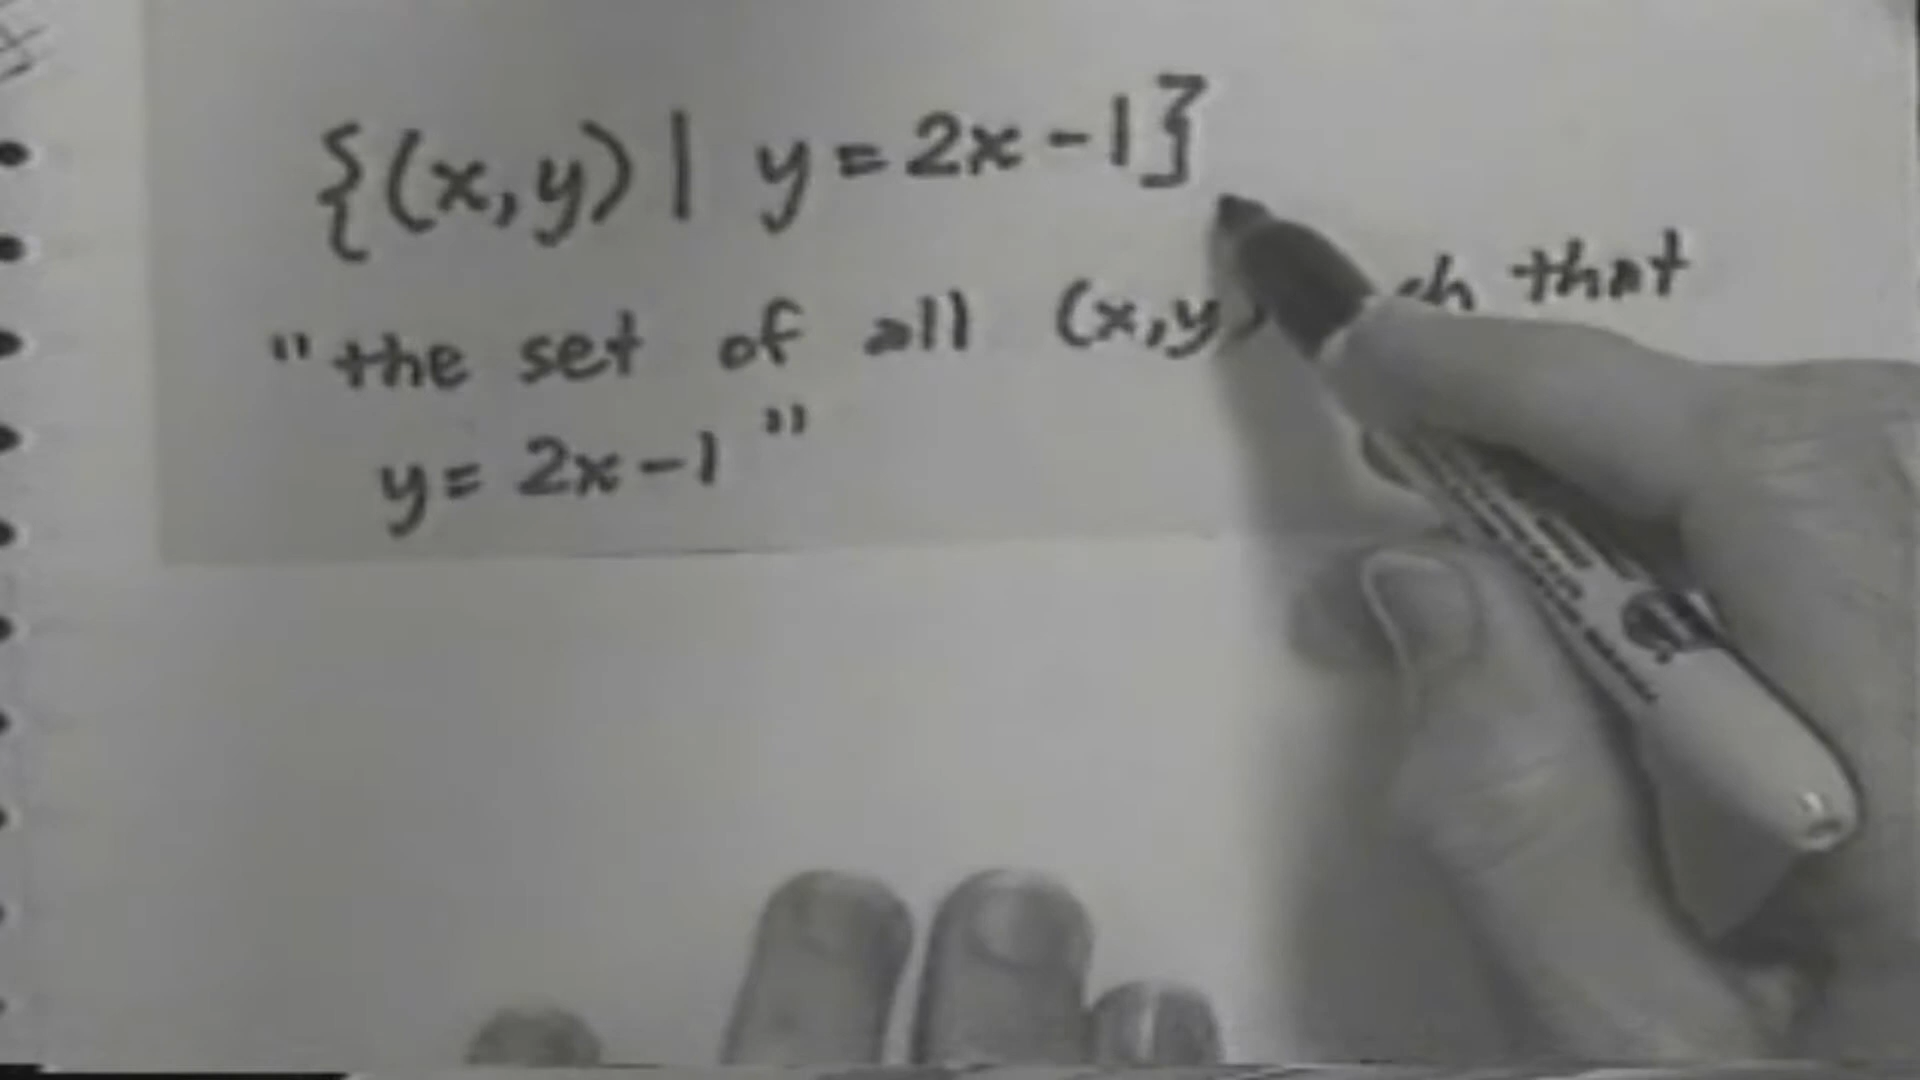 {(x,y) | y = 2x - 1}
"the set of all (x,y) that
y = 2x - 1"